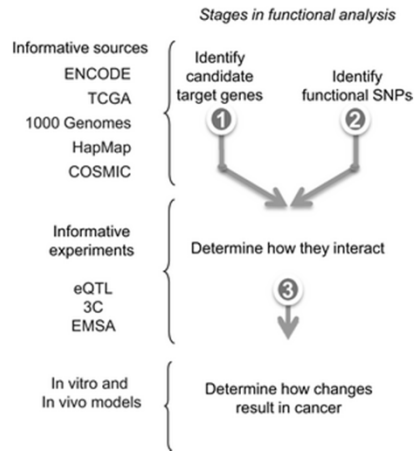 Stages in functional analysis
Informative sources
ENCODE
TCGA
1000 Genomes
HapMap
COSMIC
Identify
candidate
target genes
1
Identify
functional SNPs
2
Informative
experiments
eQTL
3C
EMSA
Determine how they interact
3
In vitro and
In vivo models
Determine how changes
result in cancer